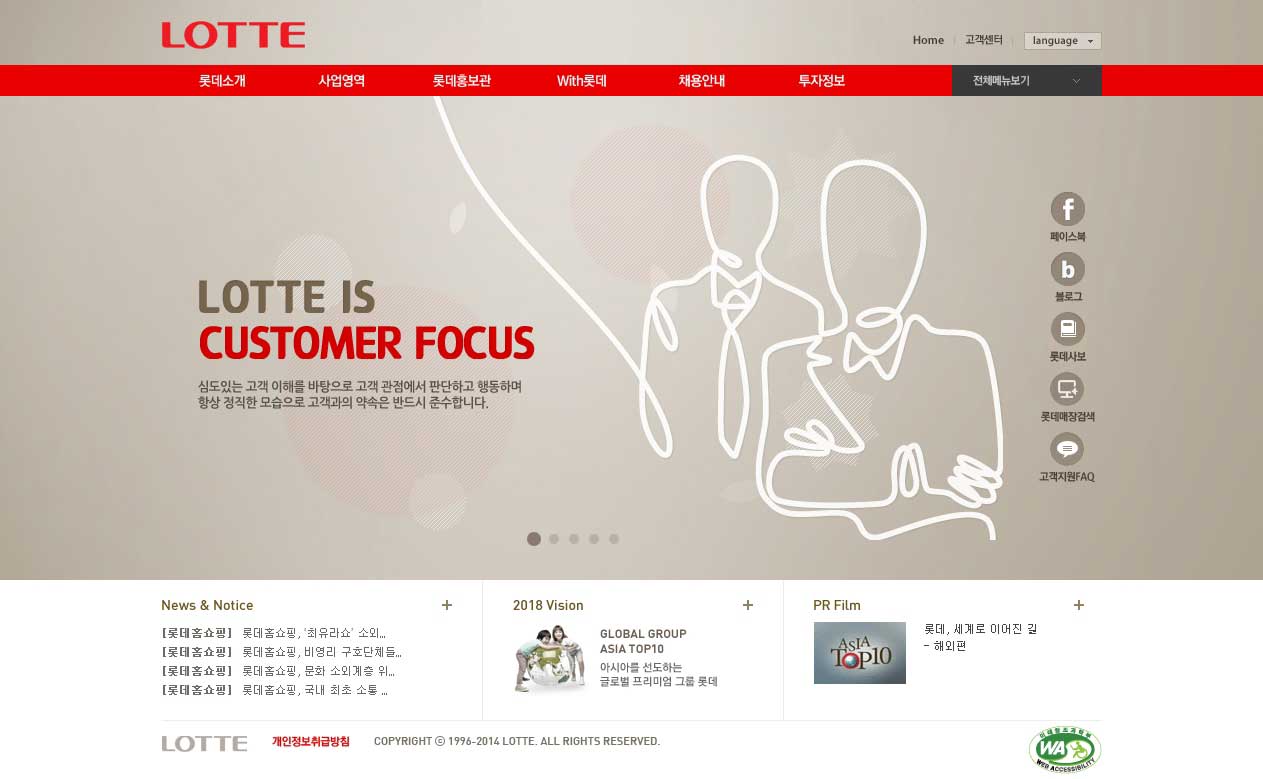 LOTTE
Home
고객센터
language
롯데소개
사업영역
롯데홍보관
With롯데
채용안내
투자정보
전체메뉴보기
페이스북
블로그
롯데사보
롯데매장검색
고객지원FAQ
LOTTE IS
CUSTOMER FOCUS
심도있는 고객 이해를 바탕으로 고객 관점에서 판단하고 행동하며
항상 정직한 모습으로 고객과의 약속은 반드시 준수합니다.
News & Notice
[롯데홈쇼핑] 롯데홈쇼핑, ‘최유라쇼’ 소외...
[롯데홈쇼핑] 롯데홈쇼핑, 비영리 구호단체들...
[롯데홈쇼핑] 롯데홈쇼핑, 문화 소외계층 위...
[롯데홈쇼핑] 롯데홈쇼핑, 국내 최초 소통 ...
2018 Vision
GLOBAL GROUP
ASIA TOP10
아시아를 선도하는
글로벌 프리미엄 그룹 롯데
PR Film
ASIA
TOP10
롯데, 세계로 이어진 길
- 해외편
LOTTE
개인정보취급방침
COPYRIGHT ⓒ 1996-2014 LOTTE. ALL RIGHTS RESERVED.
미래창조과학부
WA
WEB ACCESSIBILITY